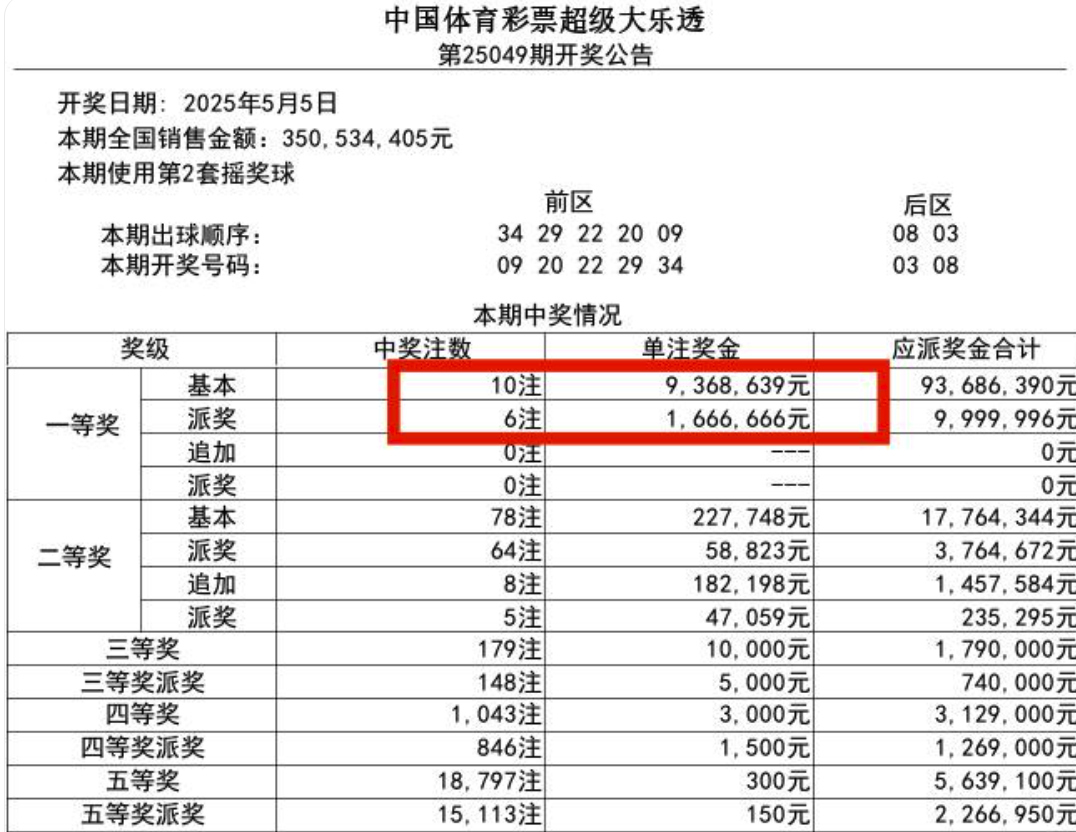 中国体育彩票超级大乐透
第25049期开奖公告
开奖日期: 2025年5月5日
本期全国销售金额: 350,534,405元
本期使用第2套摇奖球
前区 后区
本期出球顺序: 34 29 22 20 09 08 03
本期开奖号码: 09 20 22 29 34 03 08
本期中奖情况
奖级 中奖注数 单注奖金 应派奖金合计
一等奖 基本 10注 9,368,639元 93,686,390元
派奖 6注 1,666,666元 9,999,996元
追加 0注 --- 0元
派奖 0注 --- 0元
二等奖 基本 78注 227,748元 17,764,344元
派奖 64注 58,823元 3,764,672元
追加 8注 182,198元 1,457,584元
派奖 5注 47,059元 235,295元
三等奖 179注 10,000元 1,790,000元
三等奖派奖 148注 5,000元 740,000元
四等奖 1,043注 3,000元 3,129,000元
四等奖派奖 846注 1,500元 1,269,000元
五等奖 18,797注 300元 5,639,100元
五等奖派奖 15,113注 150元 2,266,950元